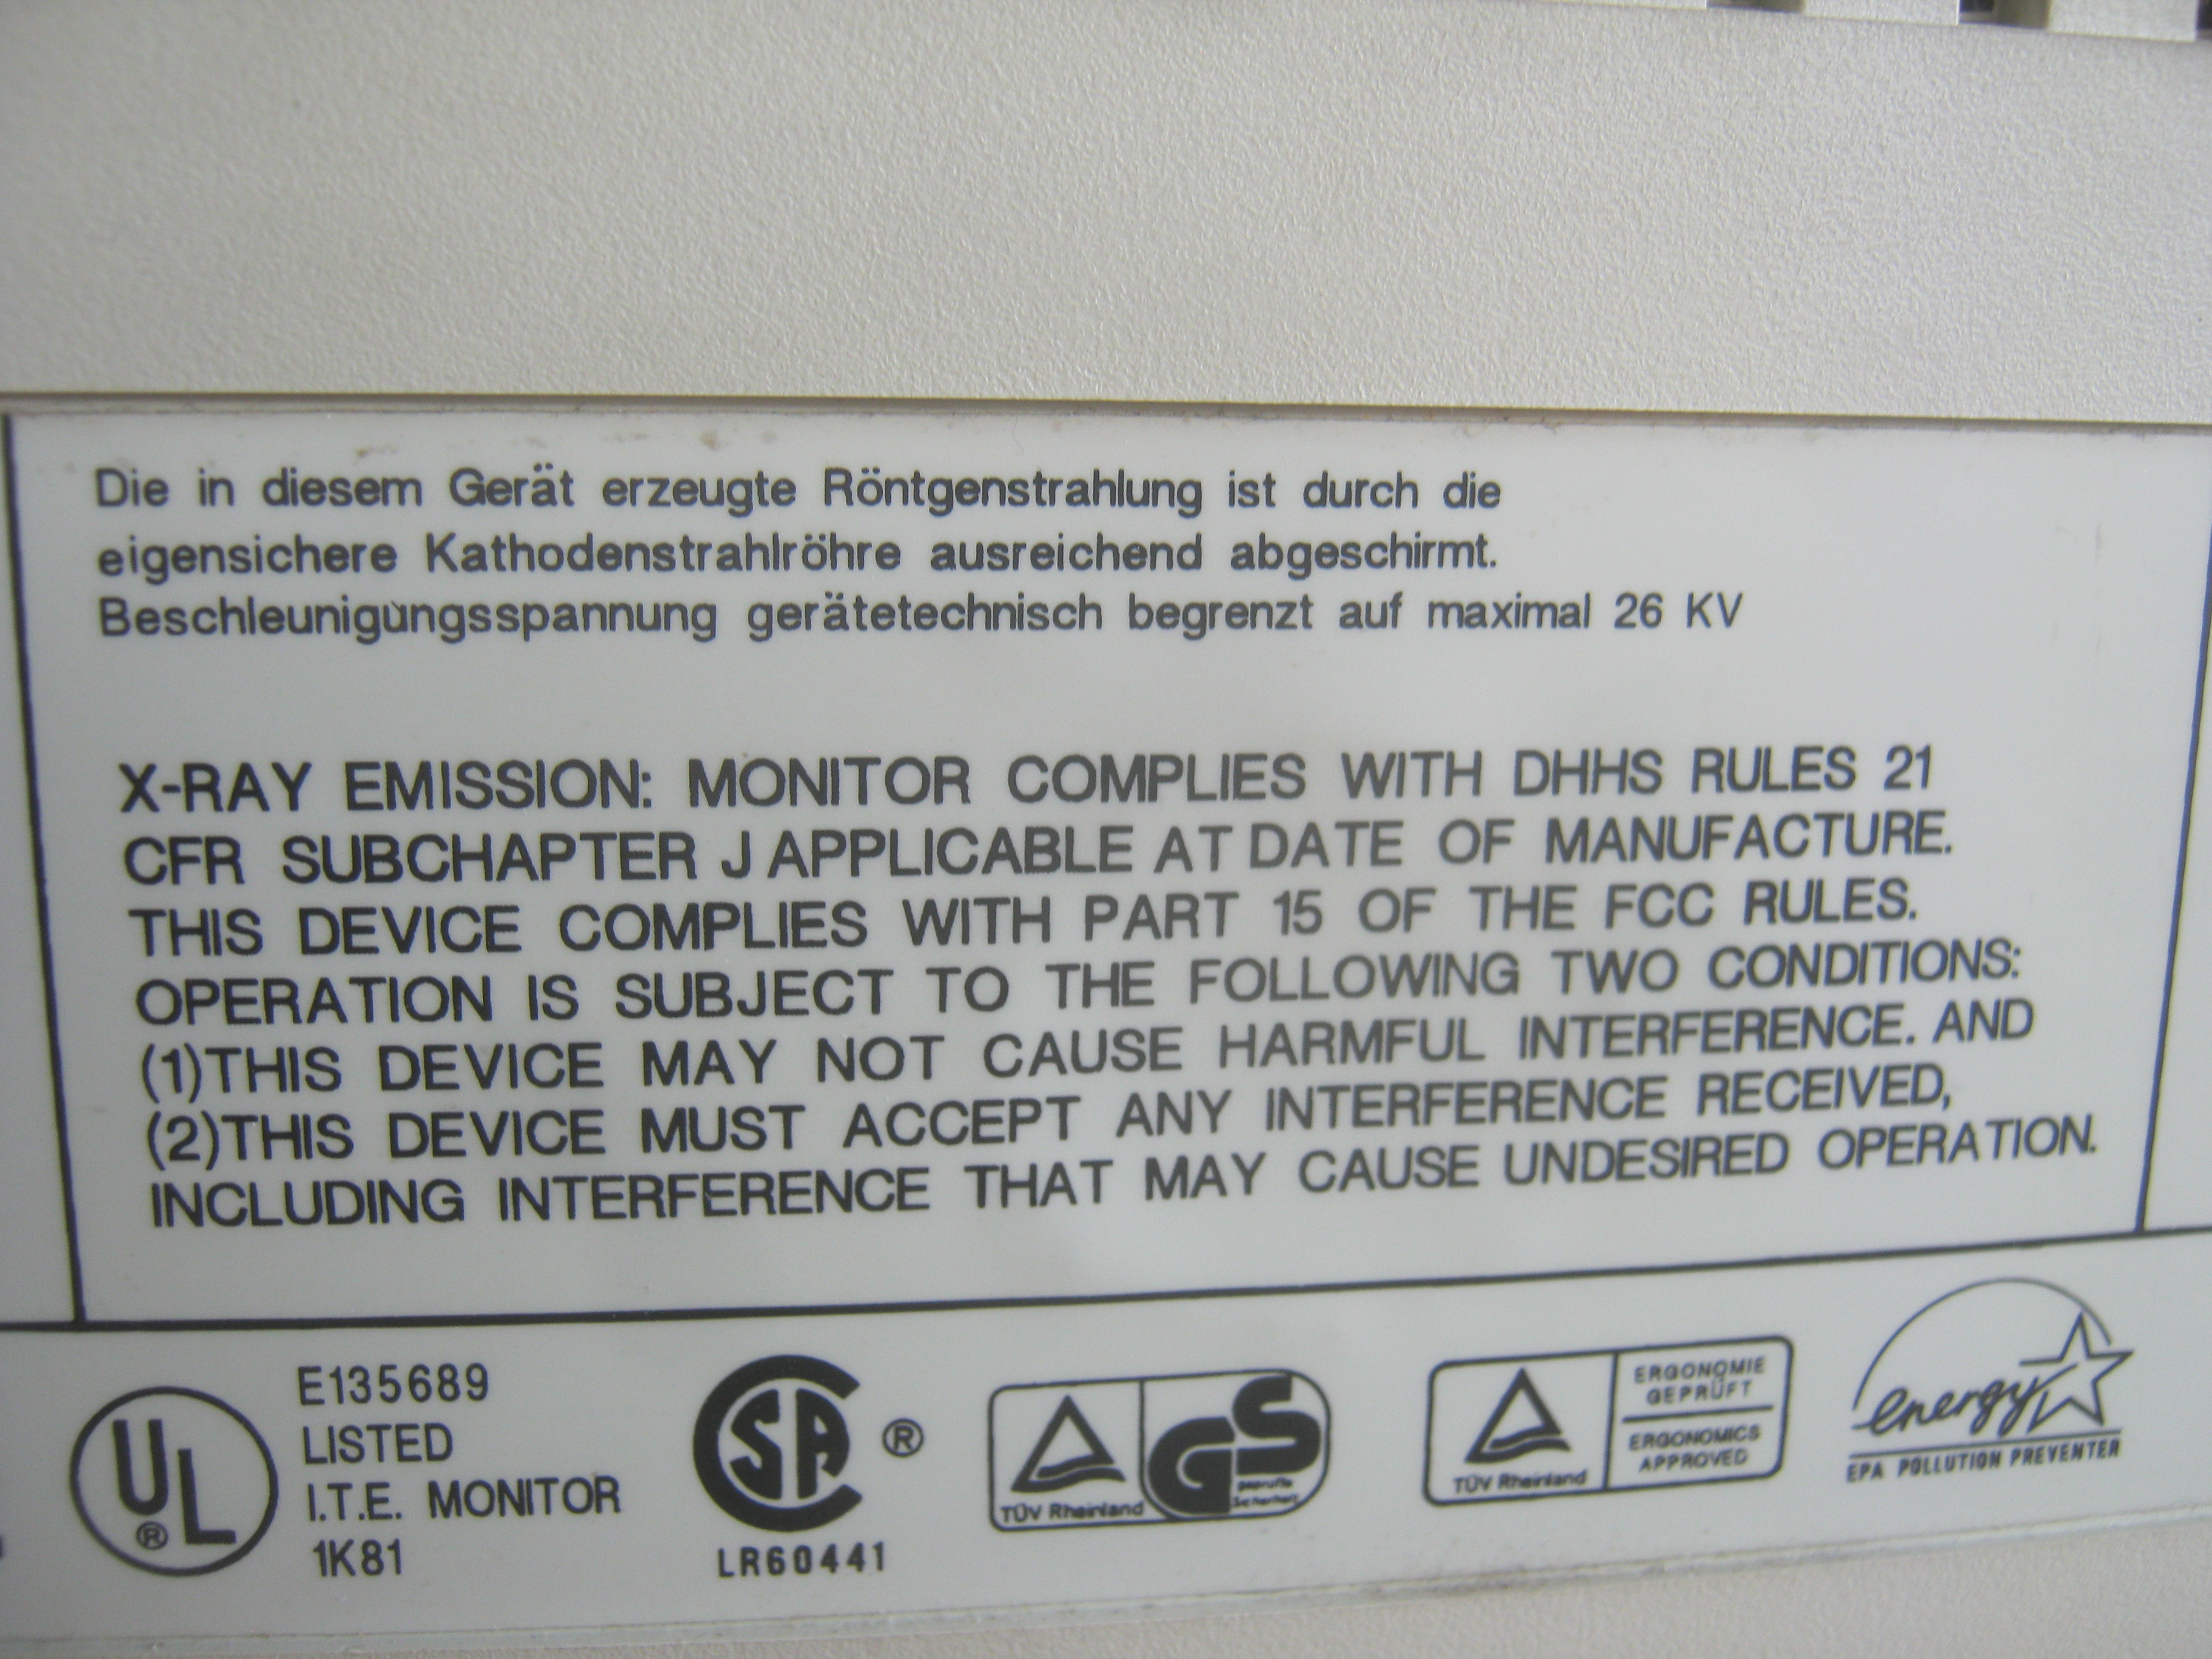 Die in diesem Gerät erzeugte Röntgenstrahlung ist durch die
eigensichere Kathodenstrahlröhre ausreichend abgeschirmt.
Beschleunigungsspannung gerätetechnisch begrenzt auf maximal 26 KV
X-RAY EMISSION: MONITOR COMPLIES WITH DHHS RULES 21
CFR SUBCHAPTER J APPLICABLE AT DATE OF MANUFACTURE.
THIS DEVICE COMPLIES WITH PART 15 OF THE FCC RULES.
OPERATION IS SUBJECT TO THE FOLLOWING TWO CONDITIONS:
(1)THIS DEVICE MAY NOT CAUSE HARMFUL INTERFERENCE. AND
(2)THIS DEVICE MUST ACCEPT ANY INTERFERENCE RECEIVED,
INCLUDING INTERFERENCE THAT MAY CAUSE UNDESIRED OPERATION.
UL ®
E135689
LISTED
I.T.E. MONITOR
1K81
CSA ®
LR60441
TÜV Rheinland
GS
geprüfte
Sicherheit
TÜV Rheinland
ERGONOMIE
GEPRÜFT
ERGONOMICS
APPROVED
energy
EPA POLLUTION PREVENTER